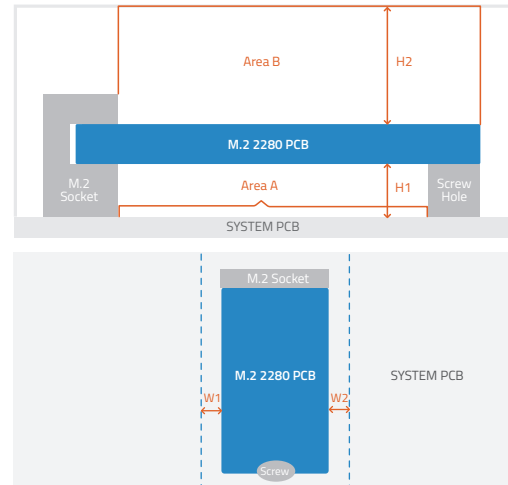 Area B
H2
M.2 2280 PCB
M.2
Socket
Area A
H1
Screw
Hole
SYSTEM PCB
M.2 Socket
M.2 2280 PCB
SYSTEM PCB
W1
W2
Screw